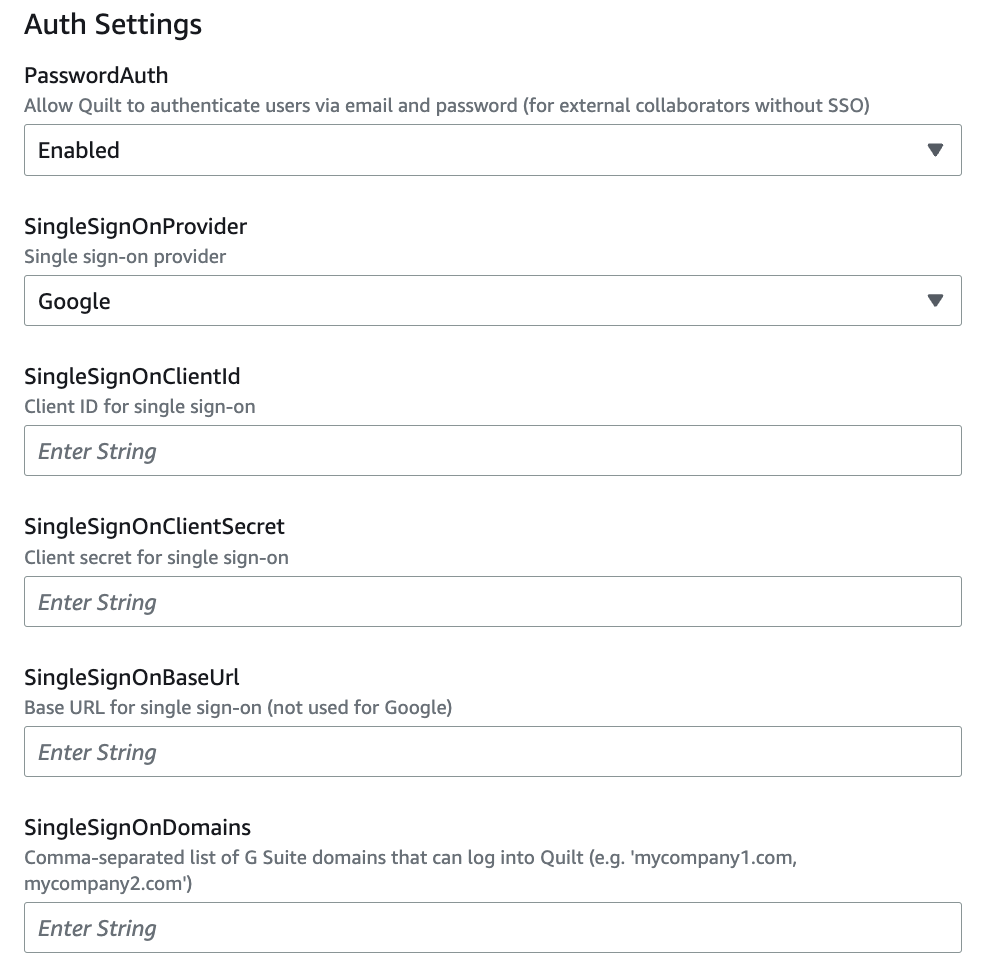 Auth Settings
PasswordAuth
Allow Quilt to authenticate users via email and password (for external collaborators without SSO)
Enabled
SingleSignOnProvider
Single sign-on provider
Google
SingleSignOnClientId
Client ID for single sign-on
Enter String
SingleSignOnClientSecret
Client secret for single sign-on
Enter String
SingleSignOnBaseUrl
Base URL for single sign-on (not used for Google)
Enter String
SingleSignOnDomains
Comma-separated list of G Suite domains that can log into Quilt (e.g. 'mycompany1.com,
mycompany2.com')
Enter String